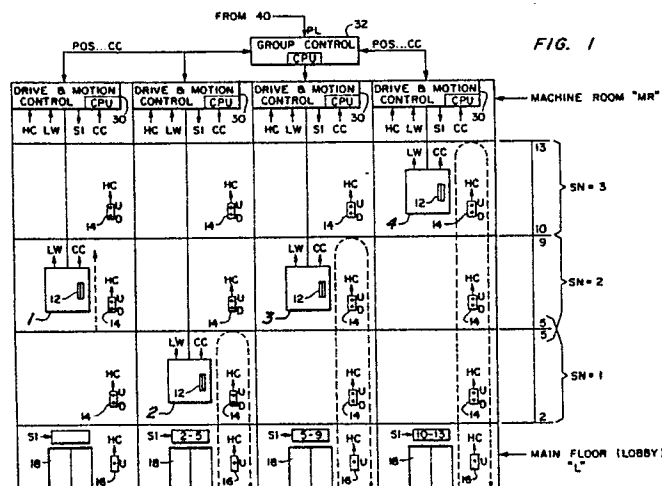 FROM 40
PL
32
GROUP CONTROL
CPU
POS...CC
POS...CC
FIG. 1
DRIVE & MOTION CONTROL CPU
DRIVE & MOTION CONTROL CPU
DRIVE & MOTION CONTROL CPU
DRIVE & MOTION CONTROL CPU
MACHINE ROOM "MR"
30
30
30
30
HC LW SI CC
HC LW SI CC
HC LW SI CC
HC LW SI CC
13
LW CC
HC
U
D
14
HC
U
D
14
HC
U
D
14
12
4
HC
U
D
14
SN = 3
10
9
LW CC
12
1
HC
U
D
14
HC
U
D
14
LW CC
12
3
HC
U
D
14
HC
U
D
14
SN = 2
5
5
HC
U
D
14
LW CC
12
2
HC
U
D
14
HC
U
D
14
HC
U
D
14
SN = 1
2
SI
HC
U
SI 2-5
HC
U
SI 5-9
HC
U
SI 10-13
HC
U
18
16
18
16
18
16
18
16
MAIN FLOOR (LOBBY)
"L"